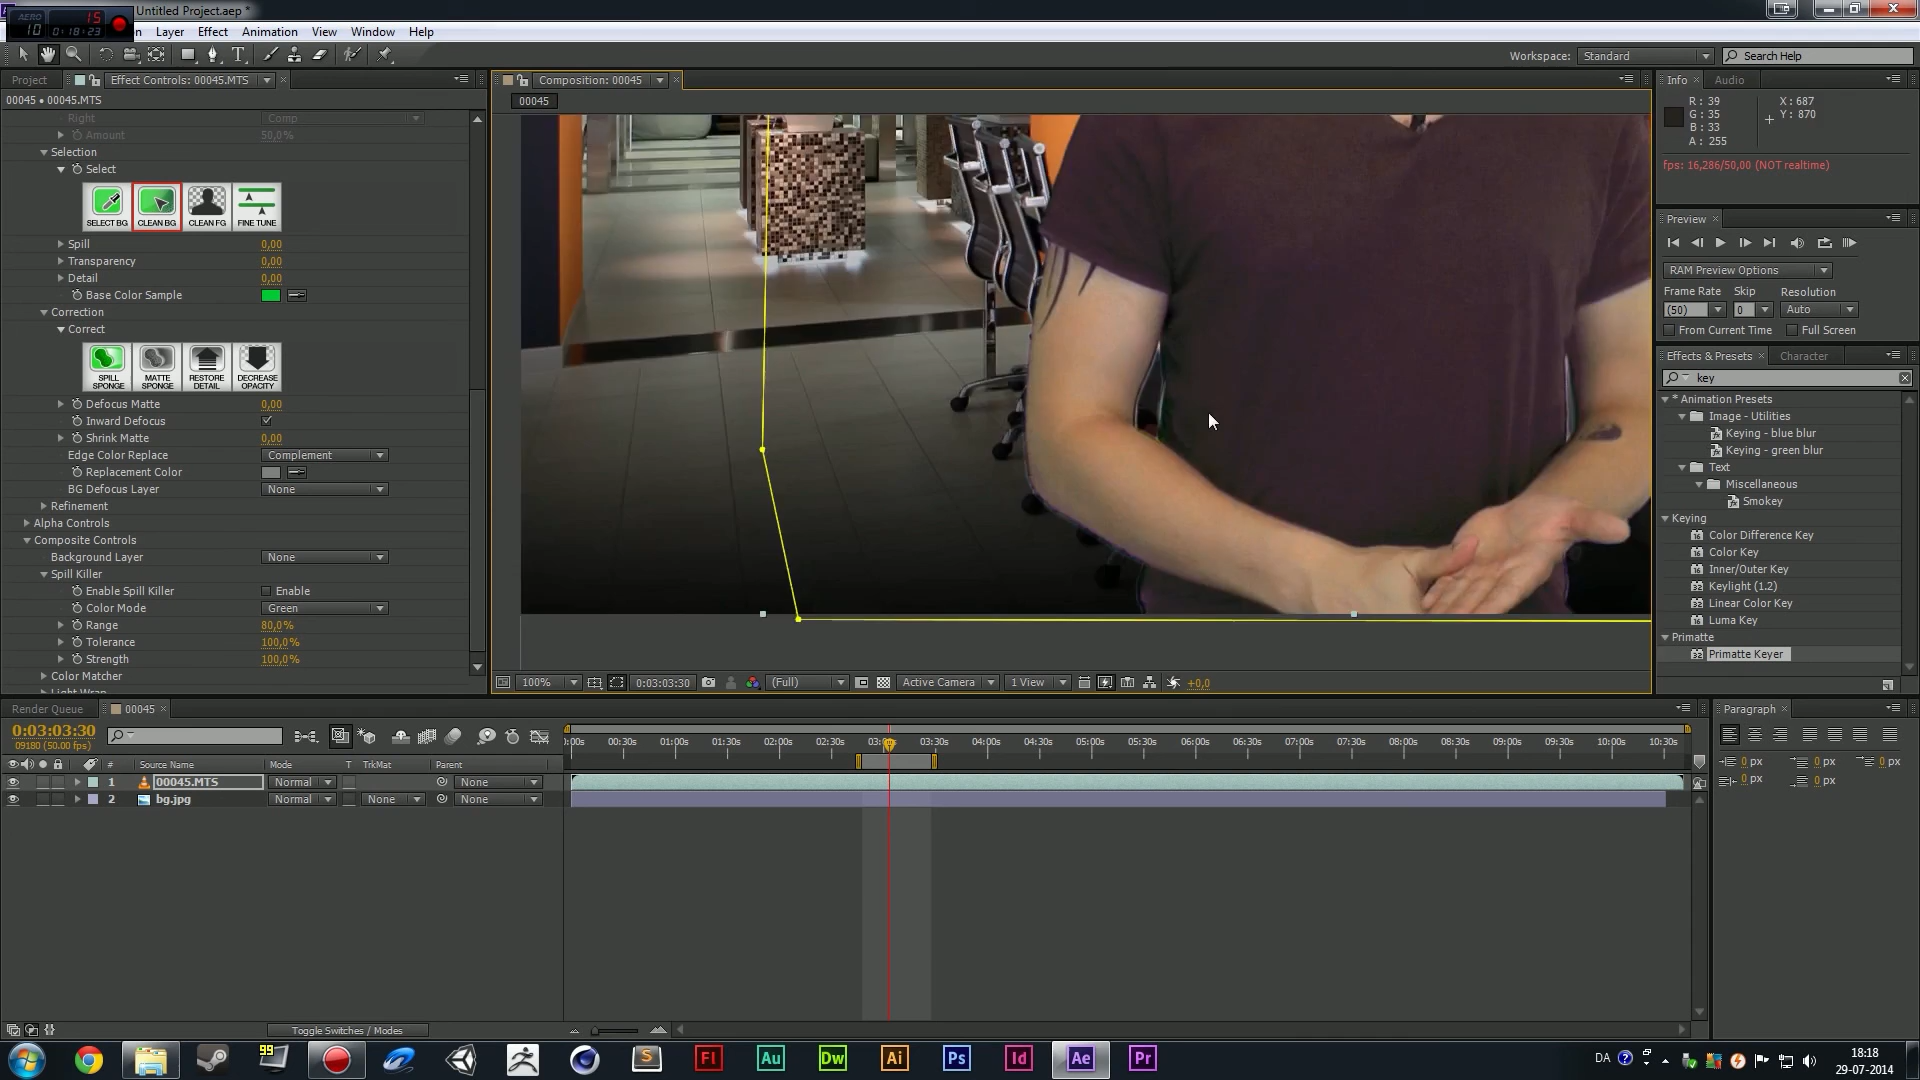 AERO 15
10 0:18:23
Untitled Project.aep *
Layer Effect Animation View Window Help
Workspace: Standard Search Help
Project Effect Controls: 00045.MTS
Composition: 00045
Info Audio
00045 • 00045.MTS
00045
R: 39
G: 35
B: 33
A: 255
X: 687
Y: 870
fps: 16,286/50,00 (NOT realtime)
Right Comp
Amount 50,0%
Selection
Select
SELECT BG CLEAN BG CLEAN FG FINE TUNE
Spill 0,00
Transparency 0,00
Detail 0,00
Base Color Sample
Correction
Correct
SPILL SPONGE MATTE SPONGE RESTORE DETAIL DECREASE OPACITY
Defocus Matte 0,00
Inward Defocus
Shrink Matte 0,00
Edge Color Replace Complement
Replacement Color
BG Defocus Layer None
Refinement
Alpha Controls
Composite Controls
Background Layer None
Spill Killer
Enable Spill Killer Enable
Color Mode Green
Range 80,0%
Tolerance 100,0%
Strength 100,0%
Color Matcher
Light Wrap
Preview
RAM Preview Options
Frame Rate Skip Resolution
(50) 0 Auto
From Current Time Full Screen
Effects & Presets Character
key
* Animation Presets
Image - Utilities
Keying - blue blur
Keying - green blur
Text
Miscellaneous
Smokey
Keying
Color Difference Key
Color Key
Inner/Outer Key
Keylight (1.2)
Linear Color Key
Luma Key
Primatte
Primatte Keyer
100% 0:03:03:30 (Full) Active Camera 1 View +0,0
Render Queue 00045
0:03:03:30
09180 (50.00 fps)
# Source Name Mode T TrkMat Parent
1 00045.MTS Normal None
2 bg.jpg Normal None None
:00s 00:30s 01:00s 01:30s 02:00s 02:30s 03:00s 03:30s 04:00s 04:30s 05:00s 05:30s 06:00s 06:30s 07:00s 07:30s 08:00s 08:30s 09:00s 09:30s 10:00s 10:30s
Paragraph
0 px 0 px 0 px
0 px 0 px
Toggle Switches / Modes
99 S Fl Au Dw Ai Ps Id Ae Pr
DA
18:18
29-07-2014